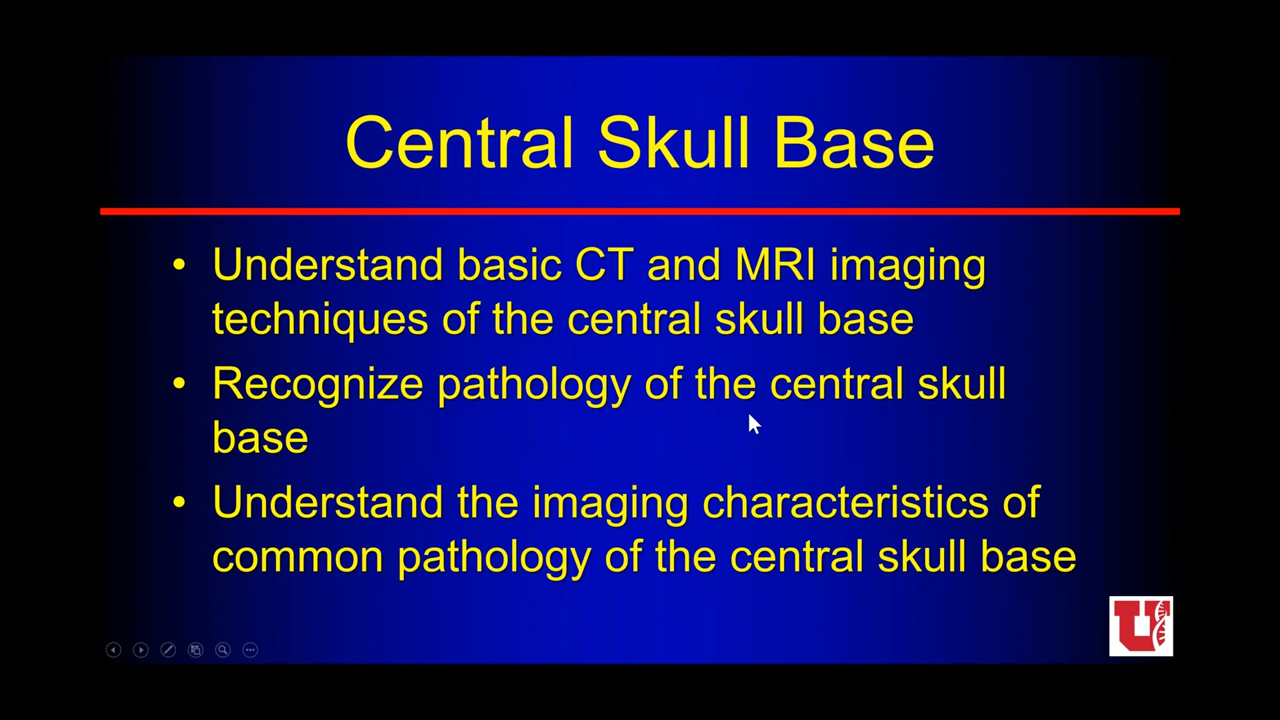 Central Skull Base
• Understand basic CT and MRI imaging
techniques of the central skull base
• Recognize pathology of the central skull
base
• Understand the imaging characteristics of
common pathology of the central skull base
U